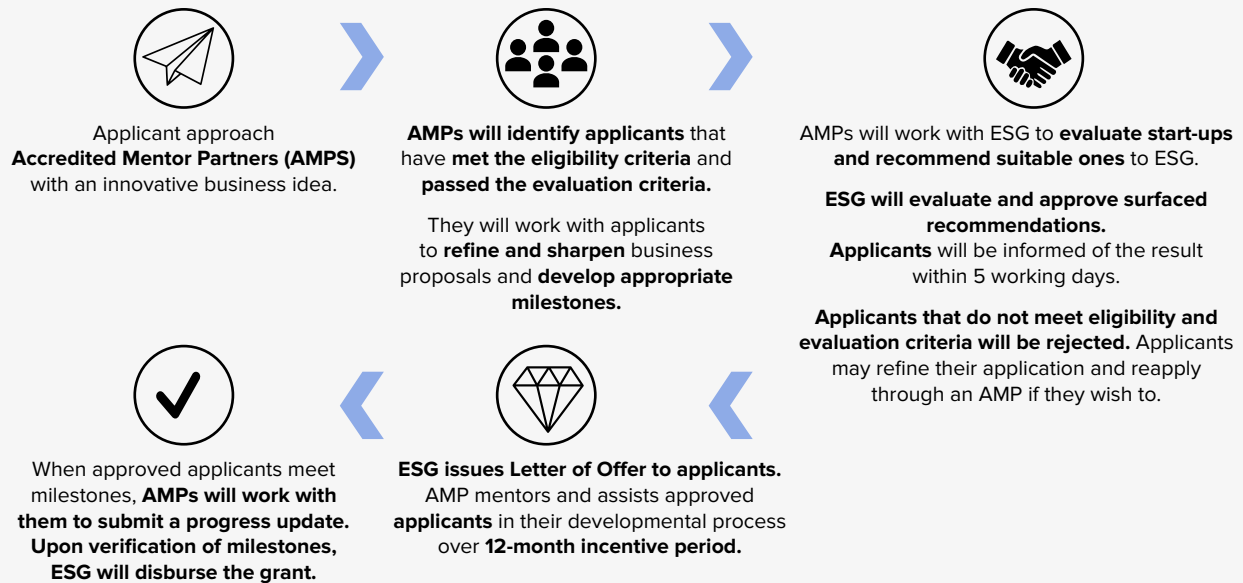 Applicant approach
Accredited Mentor Partners (AMPS)
with an innovative business idea.
AMPs will identify applicants that
have met the eligibility criteria and
passed the evaluation criteria.
They will work with applicants
to refine and sharpen business
proposals and develop appropriate
milestones.
AMPs will work with ESG to evaluate start-ups
and recommend suitable ones to ESG.
ESG will evaluate and approve surfaced
recommendations.
Applicants will be informed of the result
within 5 working days.
Applicants that do not meet eligibility and
evaluation criteria will be rejected. Applicants
may refine their application and reapply
through an AMP if they wish to.
ESG issues Letter of Offer to applicants.
AMP mentors and assists approved
applicants in their developmental process
over 12-month incentive period.
When approved applicants meet
milestones, AMPs will work with
them to submit a progress update.
Upon verification of milestones,
ESG will disburse the grant.